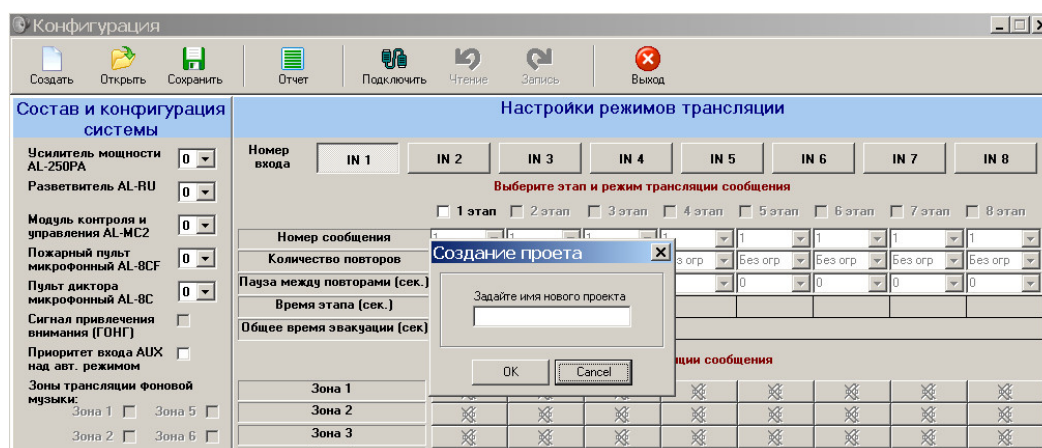 Конфигурация
Создать Открыть Сохранить Отчет Подключить Чтение Запись Выход
Состав и конфигурация системы
Усилитель мощности AL-250PA 0
Разветвитель AL-RU 0
Модуль контроля и управления AL-MC2 0
Пожарный пульт микрофонный AL-8CF 0
Пульт диктора микрофонный AL-8C 0
Сигнал привлечения внимания (ГОНГ)
Приоритет входа AUX над авт. режимом
Зоны трансляции фоновой музыки:
Зона 1 Зона 5
Зона 2 Зона 6
Настройки режимов трансляции
Номер входа IN 1 IN 2 IN 3 IN 4 IN 5 IN 6 IN 7 IN 8
Выберите этап и режим трансляции сообщения
1 этап 2 этап 3 этап 4 этап 5 этап 6 этап 7 этап 8 этап
Номер сообщения 1 1 1 1 1 1 1 1
Количество повторов з огр Без огр Без огр Без огр Без огр
Пауза между повторами (сек.) 0 0 0 0
Время этапа (сек.)
Общее время эвакуации (сек)
ции сообщения
Зона 1
Зона 2
Зона 3
Создание проета
Задайте имя нового проекта
OK Cancel